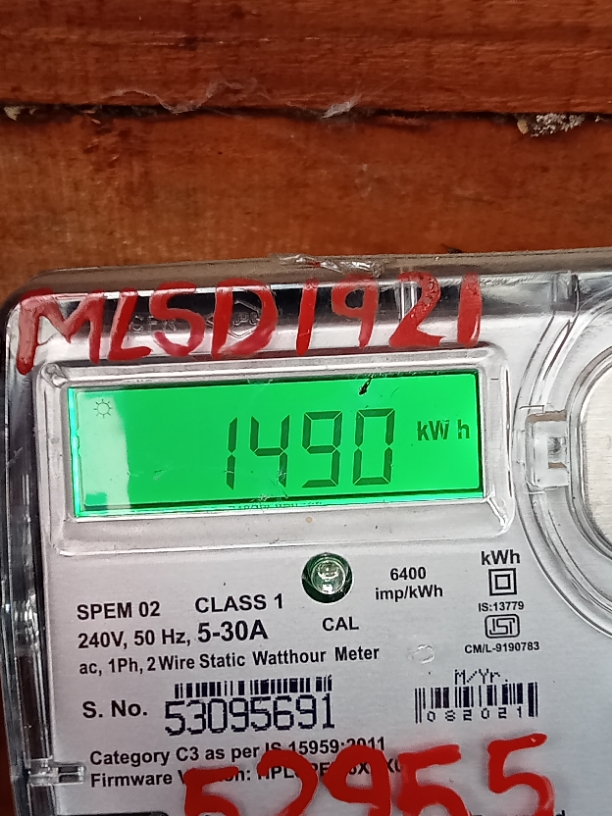 MLSD1921
1490 kWh
6400
imp/kWh
kWh
SPEM 02 CLASS 1
240V, 50 Hz, 5-30A
CAL
IS:13779
ac, 1Ph, 2 Wire Static Watthour Meter
CM/L-9190783
M/Yr.
S. No. 53095691
082021
Category C3 as per IS 15959:2011
Firmware
52955